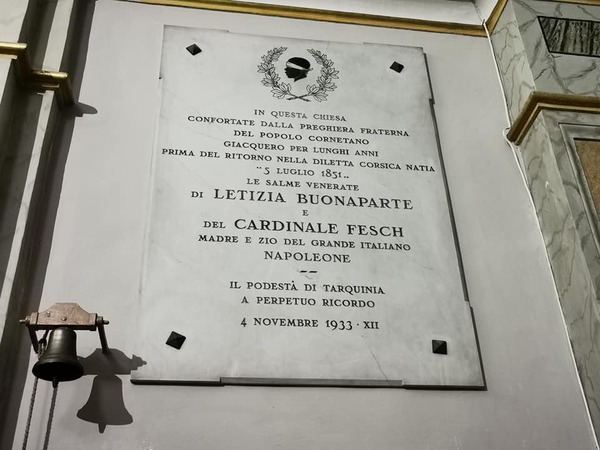 IN QUESTA CHIESA
CONFORTATE DALLA PREGHIERA FRATERNA
DEL POPOLO CORNETANO
GIACQUERO PER LUNGHI ANNI
PRIMA DEL RITORNO NELLA DILETTA CORSICA NATIA
"5 LUGLIO 1851"
LE SALME VENERATE
DI LETIZIA BUONAPARTE
E
DEL CARDINALE FESCH
MADRE E ZIO DEL GRANDE ITALIANO
NAPOLEONE
--
IL PODESTÀ DI TARQUINIA
A PERPETUO RICORDO
4 NOVEMBRE 1933 · XII